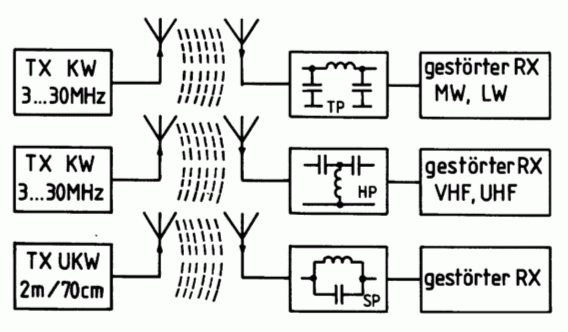 TX KW
3...30MHz
TP
gestörter RX
MW, LW
TX KW
3...30MHz
HP
gestörter RX
VHF, UHF
TX UKW
2m/70cm
SP
gestörter RX